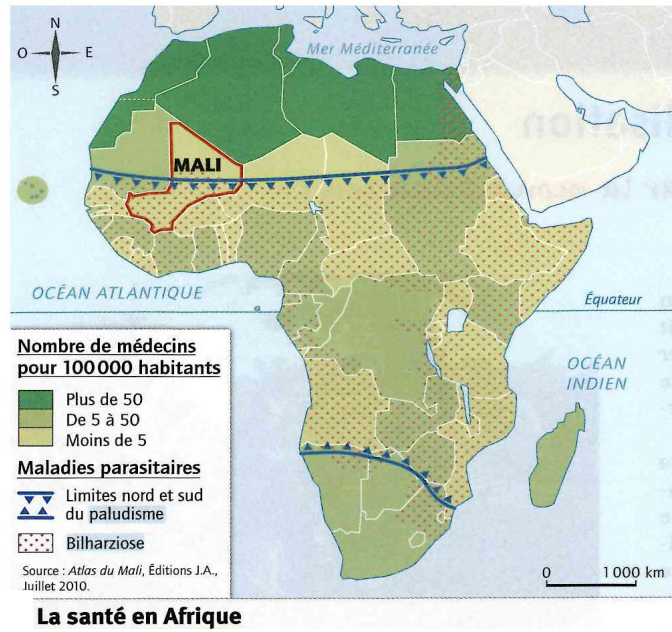 N
O
E
S
Mer Méditerranée
MALI
OCÉAN ATLANTIQUE
Équateur
OCÉAN
INDIEN
Nombre de médecins
pour 100 000 habitants
Plus de 50
De 5 à 50
Moins de 5
Maladies parasitaires
Limites nord et sud
du paludisme
Bilharziose
Source : Atlas du Mali, Éditions J.A.,
Juillet 2010.
0 1 000 km
La santé en Afrique